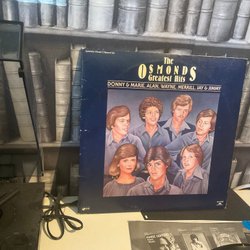 The
OSMONDS
Greatest Hits
DONNY & MARIE, ALAN, WAYNE, MERRILL, JAY & JIMMY